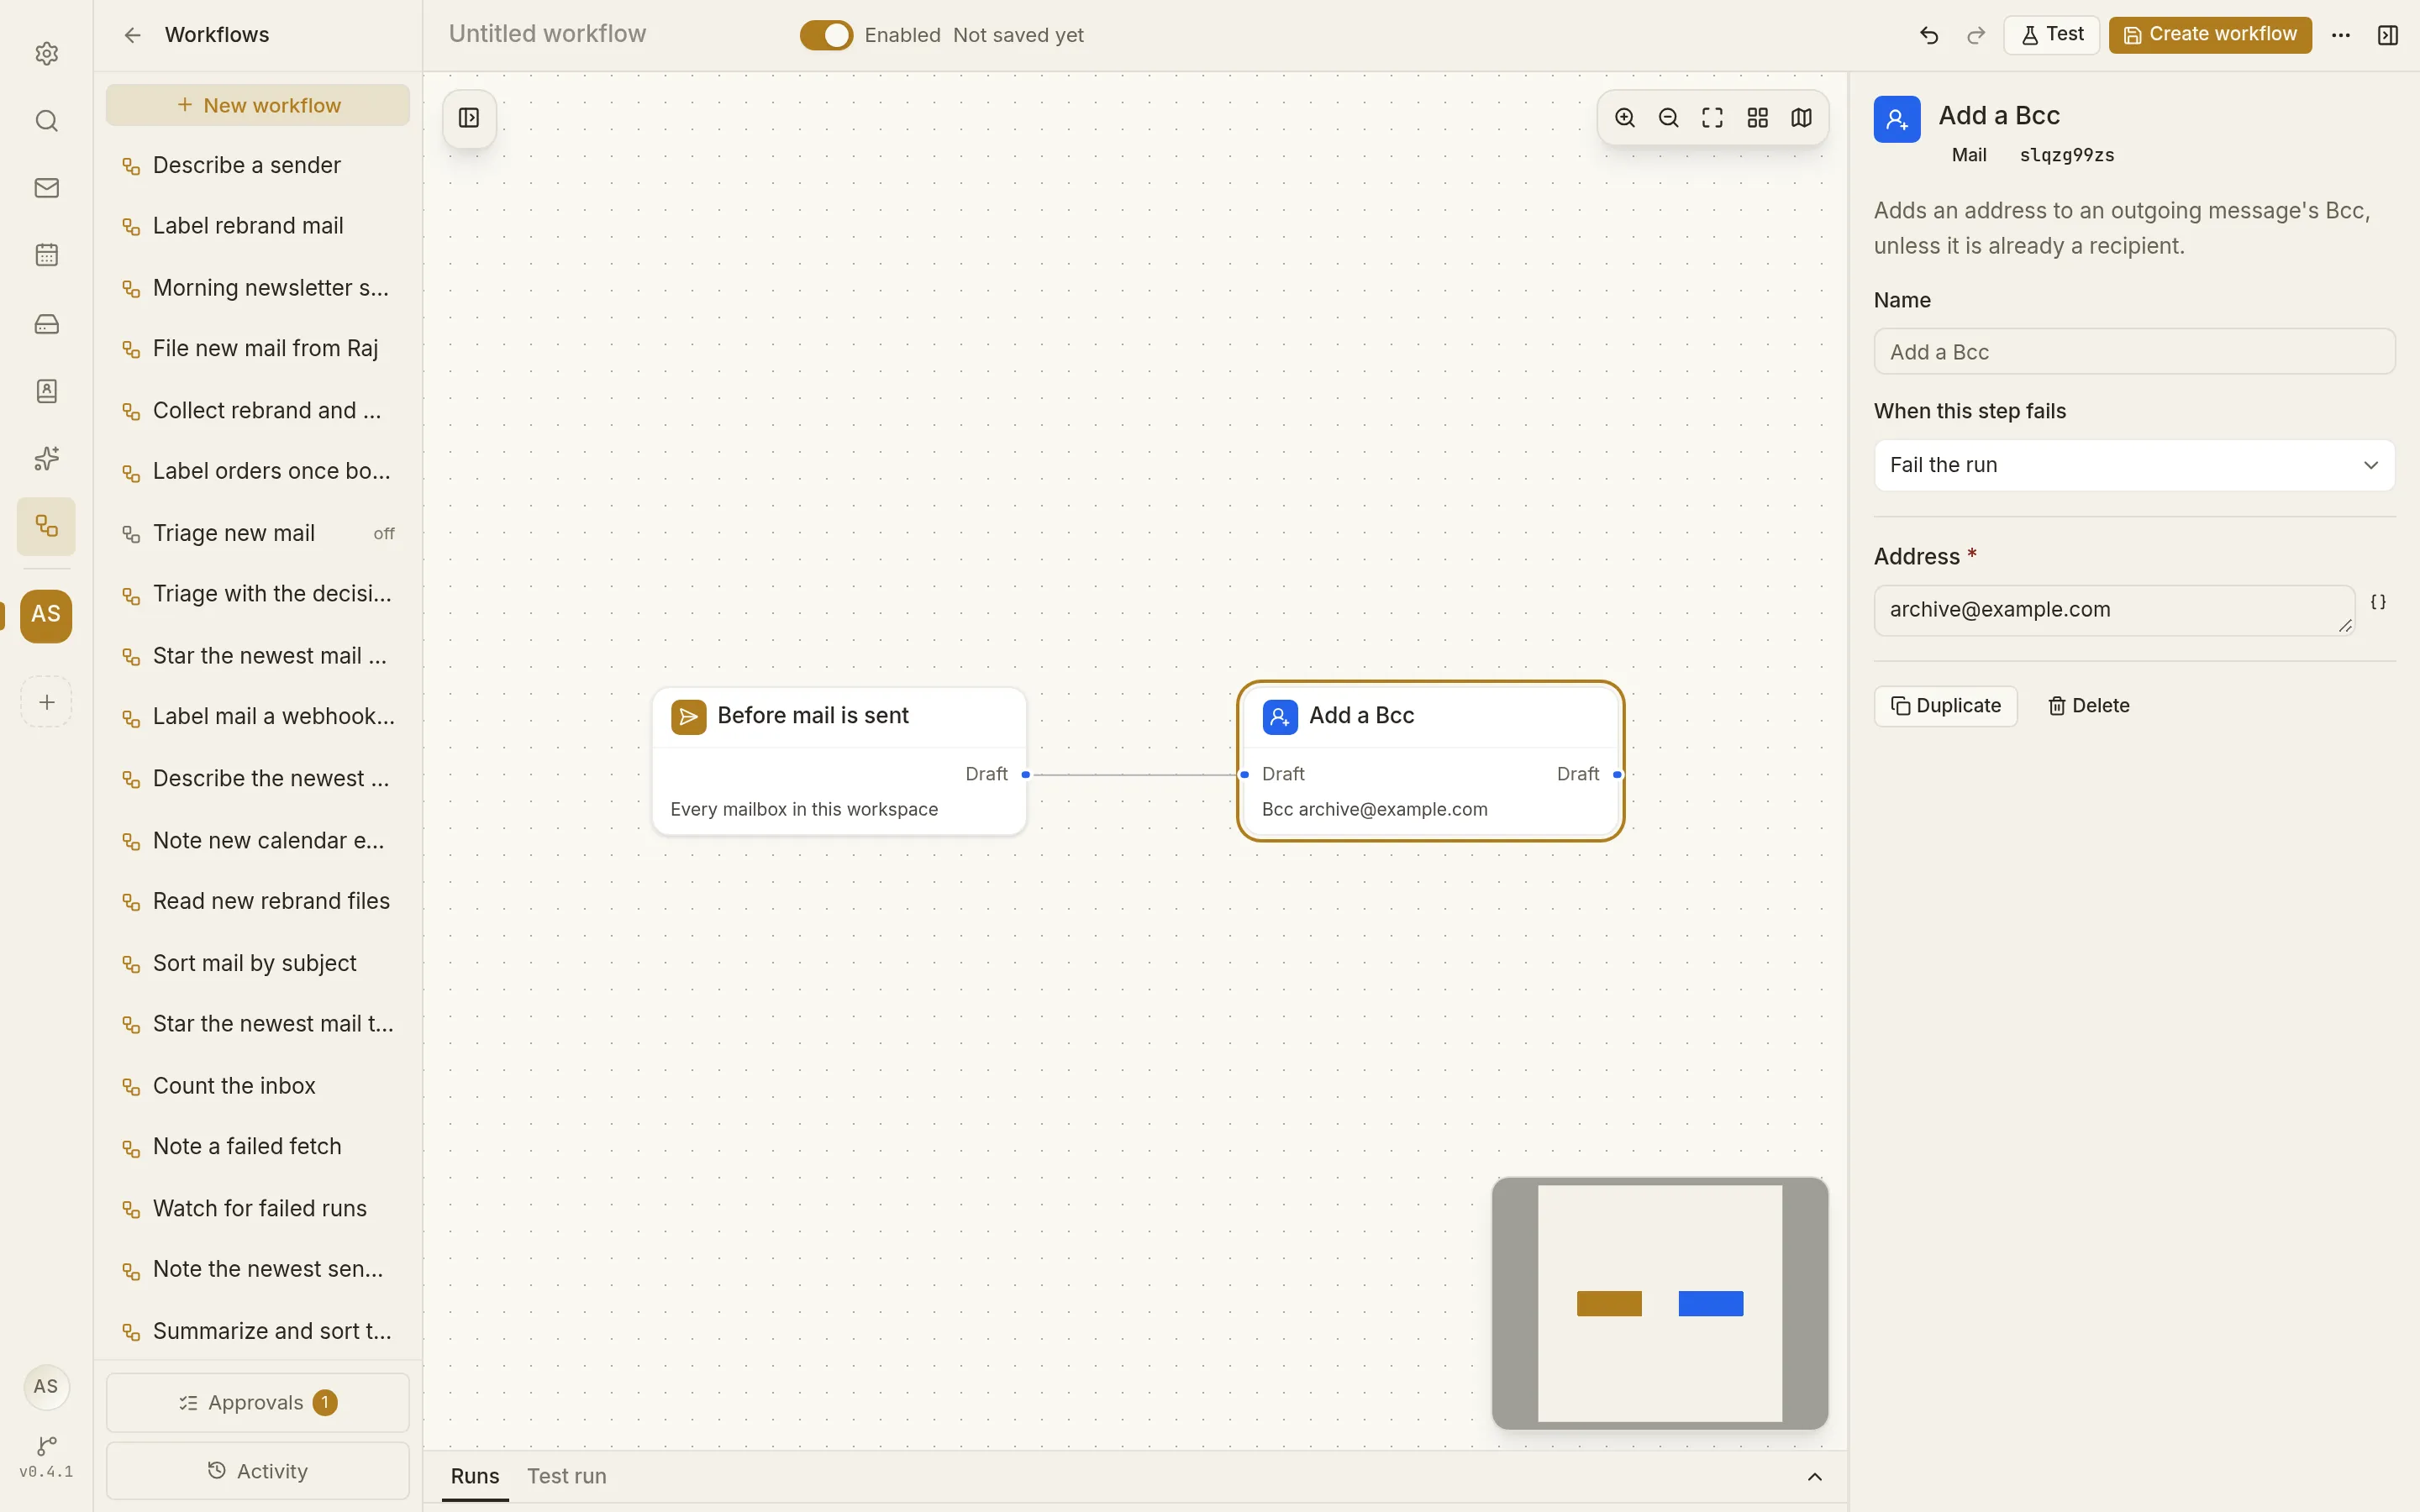 Workflows
Untitled workflow
Enabled Not saved yet
Test
Create workflow
New workflow
Describe a sender
Label rebrand mail
Morning newsletter s...
File new mail from Raj
Collect rebrand and ...
Label orders once bo...
Triage new mail off
Triage with the decisi...
Star the newest mail ...
Label mail a webhook...
Describe the newest ...
Note new calendar e...
Read new rebrand files
Sort mail by subject
Star the newest mail t...
Count the inbox
Note a failed fetch
Watch for failed runs
Note the newest sen...
Summarize and sort t...
Approvals 1
Activity
AS
AS
v0.4.1
Before mail is sent
Draft
Every mailbox in this workspace
Add a Bcc
Draft Draft
Bcc archive@example.com
Runs Test run
Add a Bcc
Mail slqzg99zs
Adds an address to an outgoing message's Bcc,
unless it is already a recipient.
Name
Add a Bcc
When this step fails
Fail the run
Address *
archive@example.com
{}
Duplicate Delete